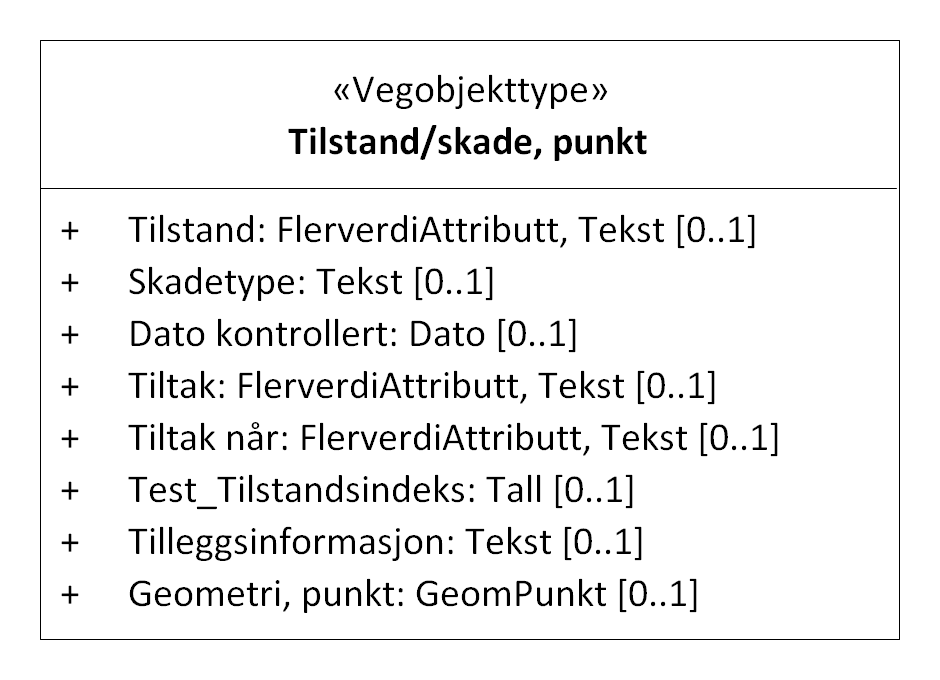 «Vegobjekttype»
Tilstand/skade, punkt
+ Tilstand: FlerverdiAttributt, Tekst [0..1]
+ Skadetype: Tekst [0..1]
+ Dato kontrollert: Dato [0..1]
+ Tiltak: FlerverdiAttributt, Tekst [0..1]
+ Tiltak når: FlerverdiAttributt, Tekst [0..1]
+ Test_Tilstandsindeks: Tall [0..1]
+ Tilleggsinformasjon: Tekst [0..1]
+ Geometri, punkt: GeomPunkt [0..1]